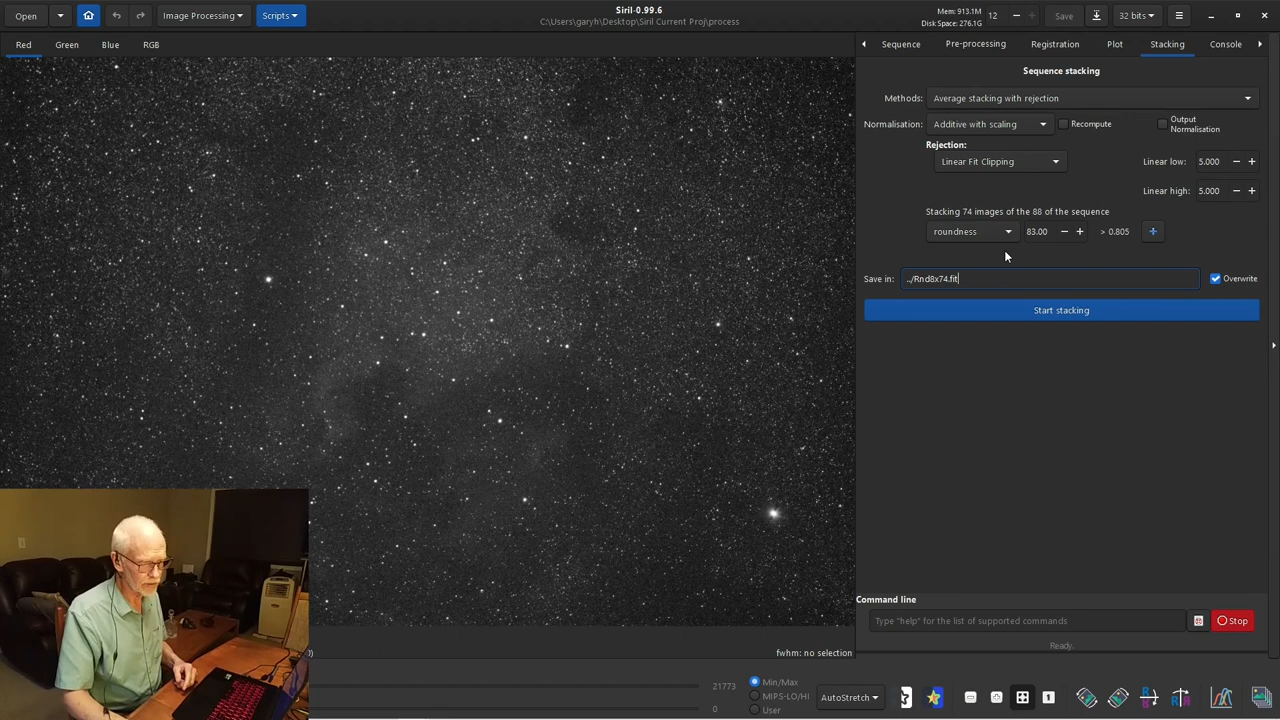 Open
Image Processing
Scripts
Siril-0.99.6
C:\Users\garyh\Desktop\Siril Current Proj\process
Mem: 913.1M
Disk Space: 276.1G
12
Save
32 bits
Red
Green
Blue
RGB
Sequence
Pre-processing
Registration
Plot
Stacking
Console
Sequence stacking
Methods:
Average stacking with rejection
Normalisation:
Additive with scaling
Recompute
Output
Normalisation
Rejection:
Linear Fit Clipping
Linear low:
5.000
Linear high:
5.000
Stacking 74 images of the 88 of the sequence
roundness
83.00
> 0.805
Save in:
../Rnd8x74.fit
Overwrite
Start stacking
Command line
Type "help" for the list of supported commands
Stop
Ready.
fwhm: no selection
21773
0
Min/Max
MIPS-LO/HI
User
AutoStretch
1